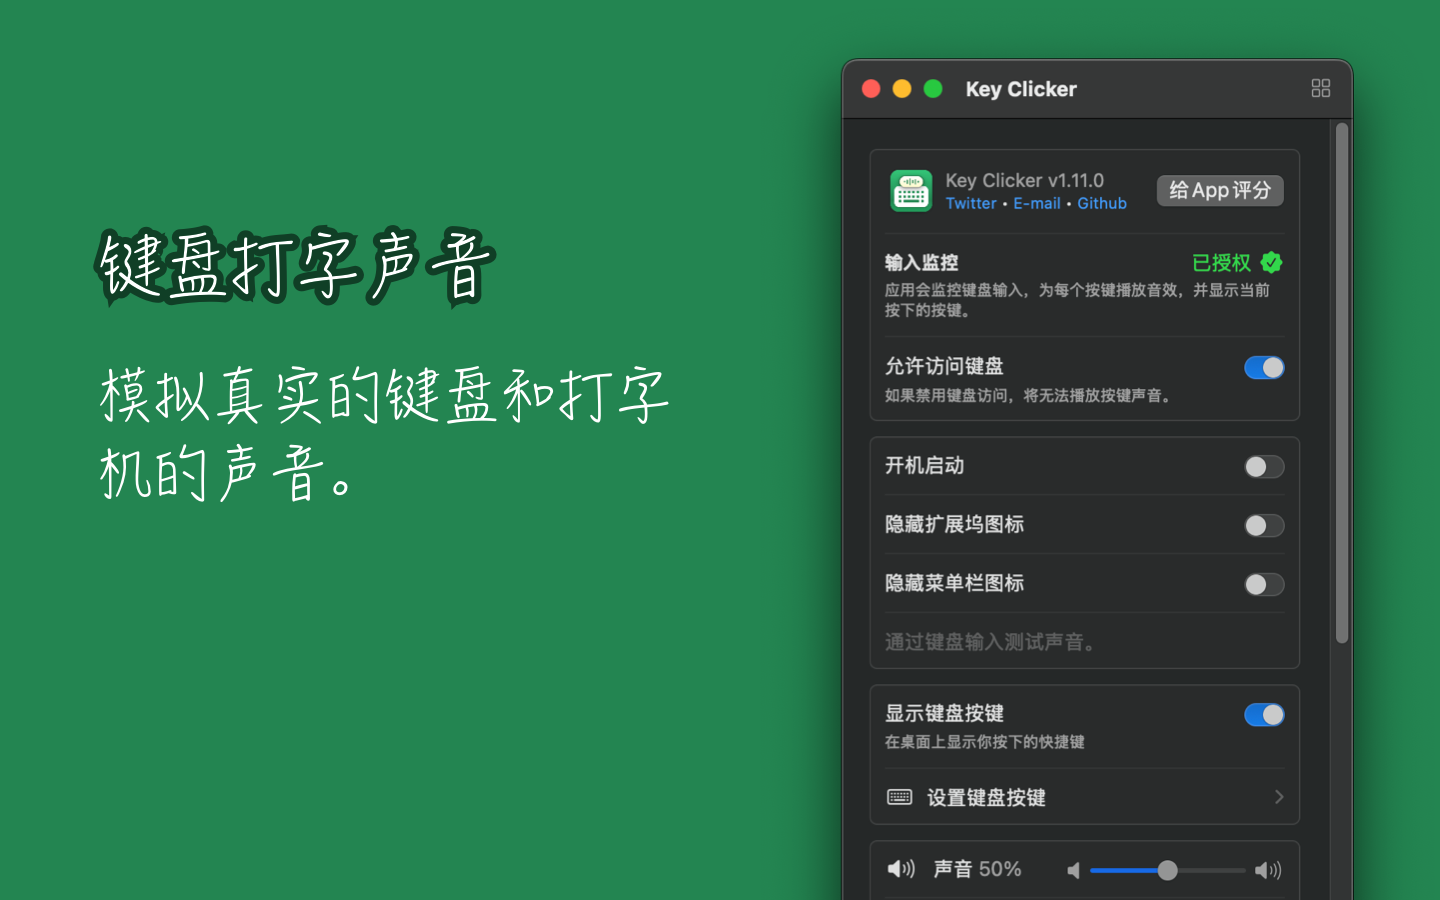 键盘打字声音
模拟真实的键盘和打字
机的声音。
Key Clicker
Key Clicker v1.11.0
Twitter • E-mail • Github
给App评分
输入监控
已授权
应用会监控键盘输入，为每个按键播放音效，并显示当前
按下的按键。
允许访问键盘
如果禁用键盘访问，将无法播放按键声音。
开机启动
隐藏扩展坞图标
隐藏菜单栏图标
通过键盘输入测试声音。
显示键盘按键
在桌面上显示你按下的快捷键
设置键盘按键
声音 50%